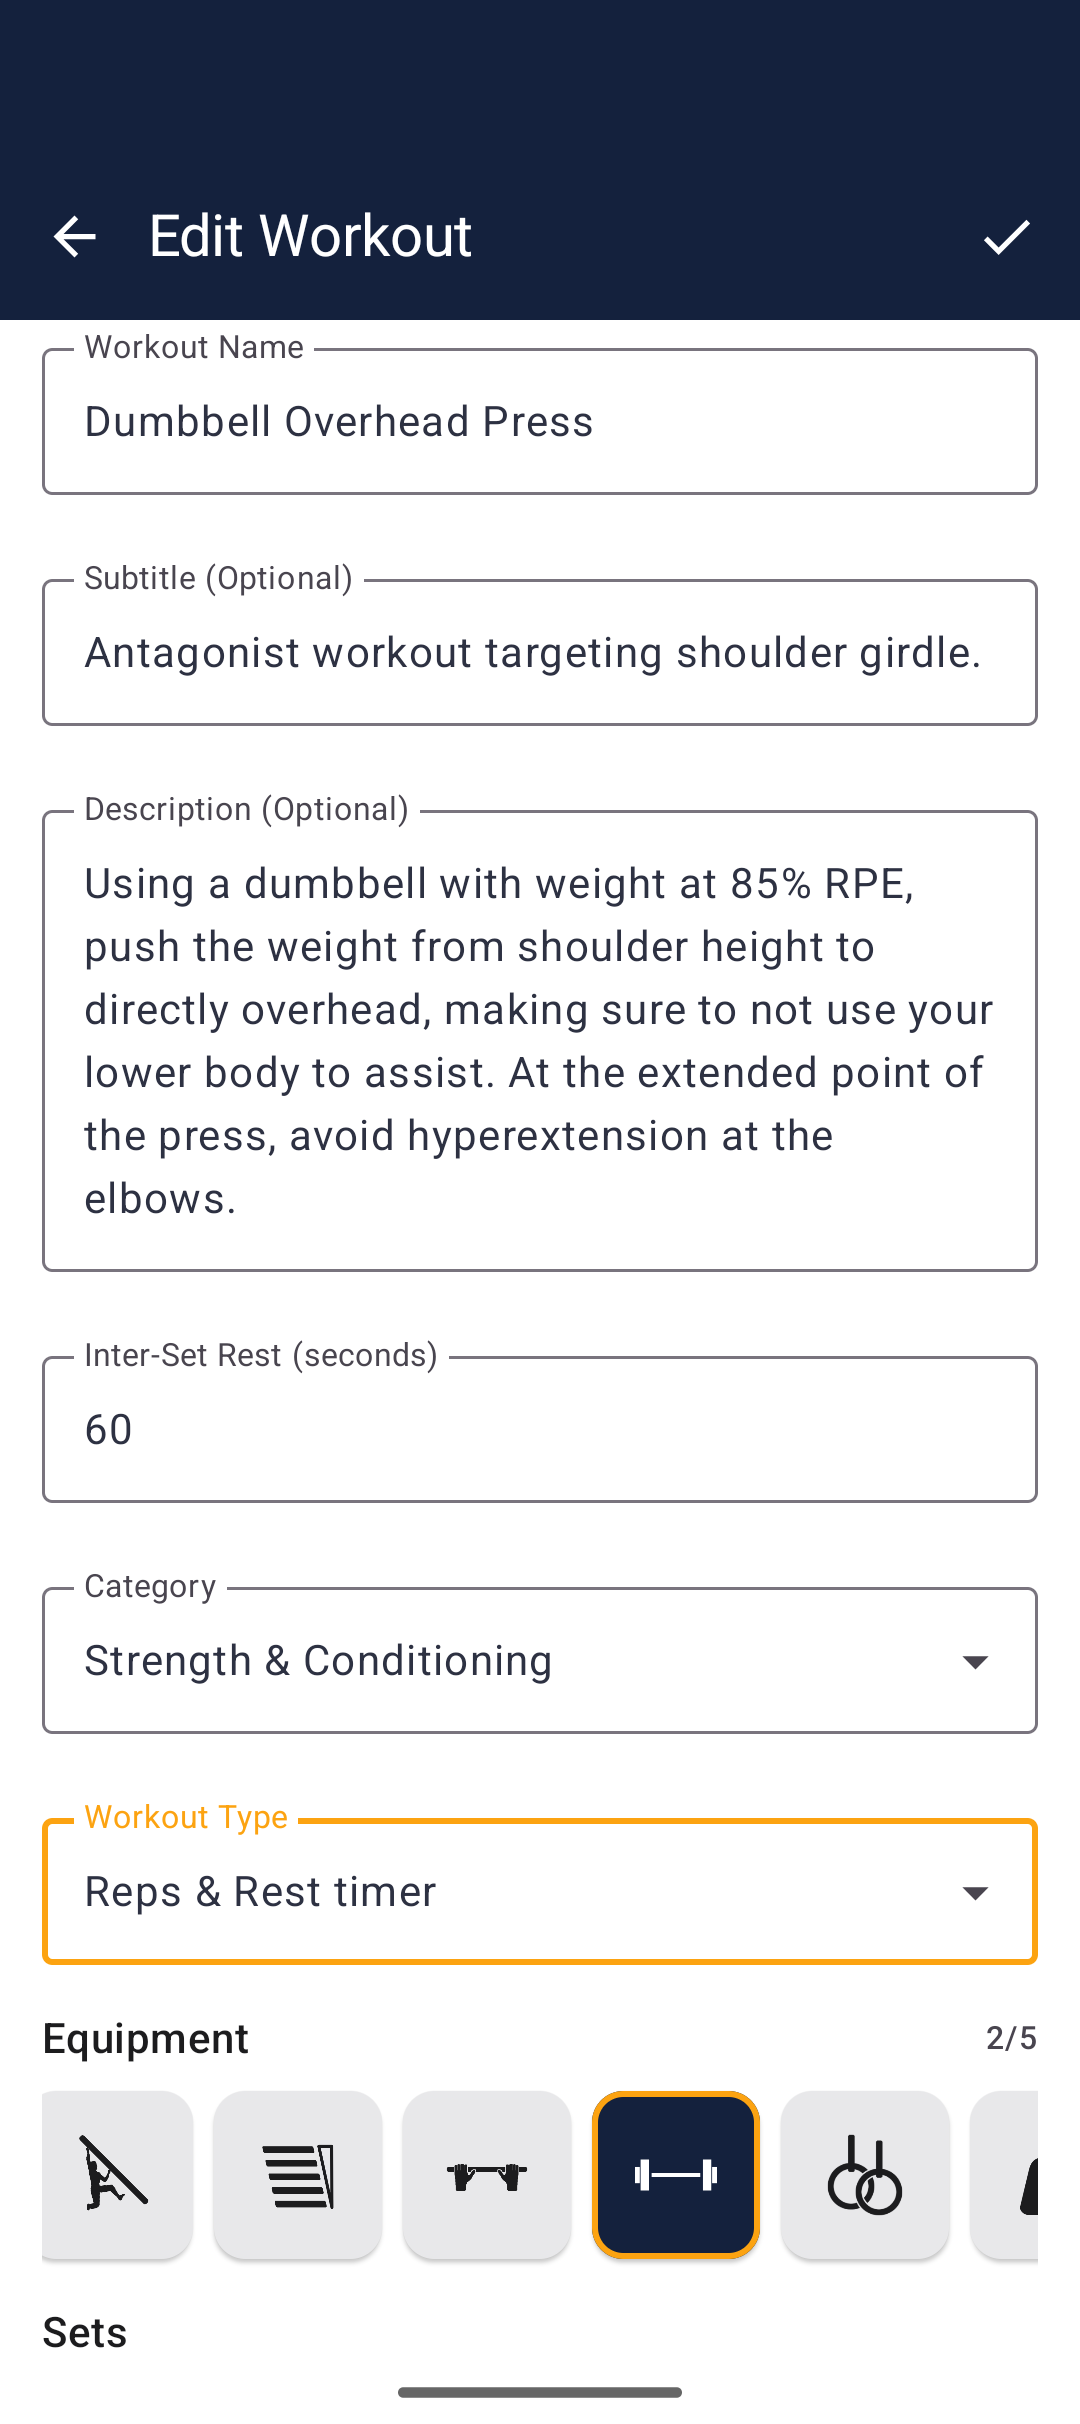 Edit Workout
Workout Name
Dumbbell Overhead Press
Subtitle (Optional)
Antagonist workout targeting shoulder girdle.
Description (Optional)
Using a dumbbell with weight at 85% RPE,
push the weight from shoulder height to
directly overhead, making sure to not use your
lower body to assist. At the extended point of
the press, avoid hyperextension at the
elbows.
Inter-Set Rest (seconds)
60
Category
Strength & Conditioning
Workout Type
Reps & Rest timer
Equipment
2/5
Sets